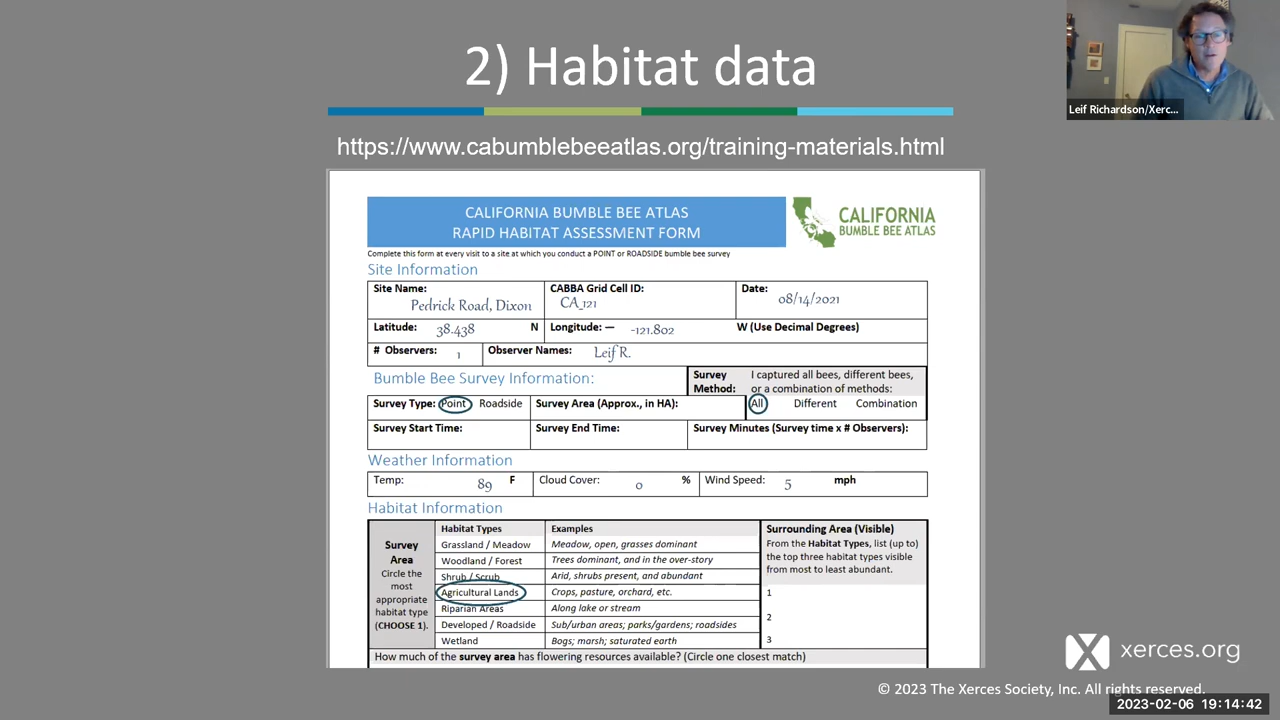 2) Habitat data
Leif Richardson/Xerc...
https://www.cabumblebeeatlas.org/training-materials.html
CALIFORNIA BUMBLE BEE ATLAS
RAPID HABITAT ASSESSMENT FORM
CALIFORNIA
BUMBLE BEE ATLAS
Complete this form at every visit to a site at which you conduct a POINT or ROADSIDE bumble bee survey
Site Information
Site Name: Pedrick Road, Dixon CABBA Grid Cell ID: CA_121 Date: 08/14/2021
Latitude: 38.438 N Longitude: — -121.802 W (Use Decimal Degrees)
# Observers: 1 Observer Names: Leif R.
Bumble Bee Survey Information:
Survey Method: I captured all bees, different bees, or a combination of methods:
Survey Type: Point Roadside Survey Area (Approx., in HA): All Different Combination
Survey Start Time: Survey End Time: Survey Minutes (Survey time x # Observers):
Weather Information
Temp: 89 F Cloud Cover: 0 % Wind Speed: 5 mph
Habitat Information
Survey Area
Circle the most appropriate habitat type (CHOOSE 1).
Habitat Types Examples
Grassland / Meadow Meadow, open, grasses dominant
Woodland / Forest Trees dominant, and in the over-story
Shrub / Scrub Arid, shrubs present, and abundant
Agricultural Lands Crops, pasture, orchard, etc.
Riparian Areas Along lake or stream
Developed / Roadside Sub/urban areas; parks/gardens; roadsides
Wetland Bogs; marsh; saturated earth
Surrounding Area (Visible)
From the Habitat Types, list (up to)
the top three habitat types visible
from most to least abundant.
1
2
3
How much of the survey area has flowering resources available? (Circle one closest match)
xerces.org
© 2023 The Xerces Society, Inc. All rights reserved.
2023-02-06 19:14:42